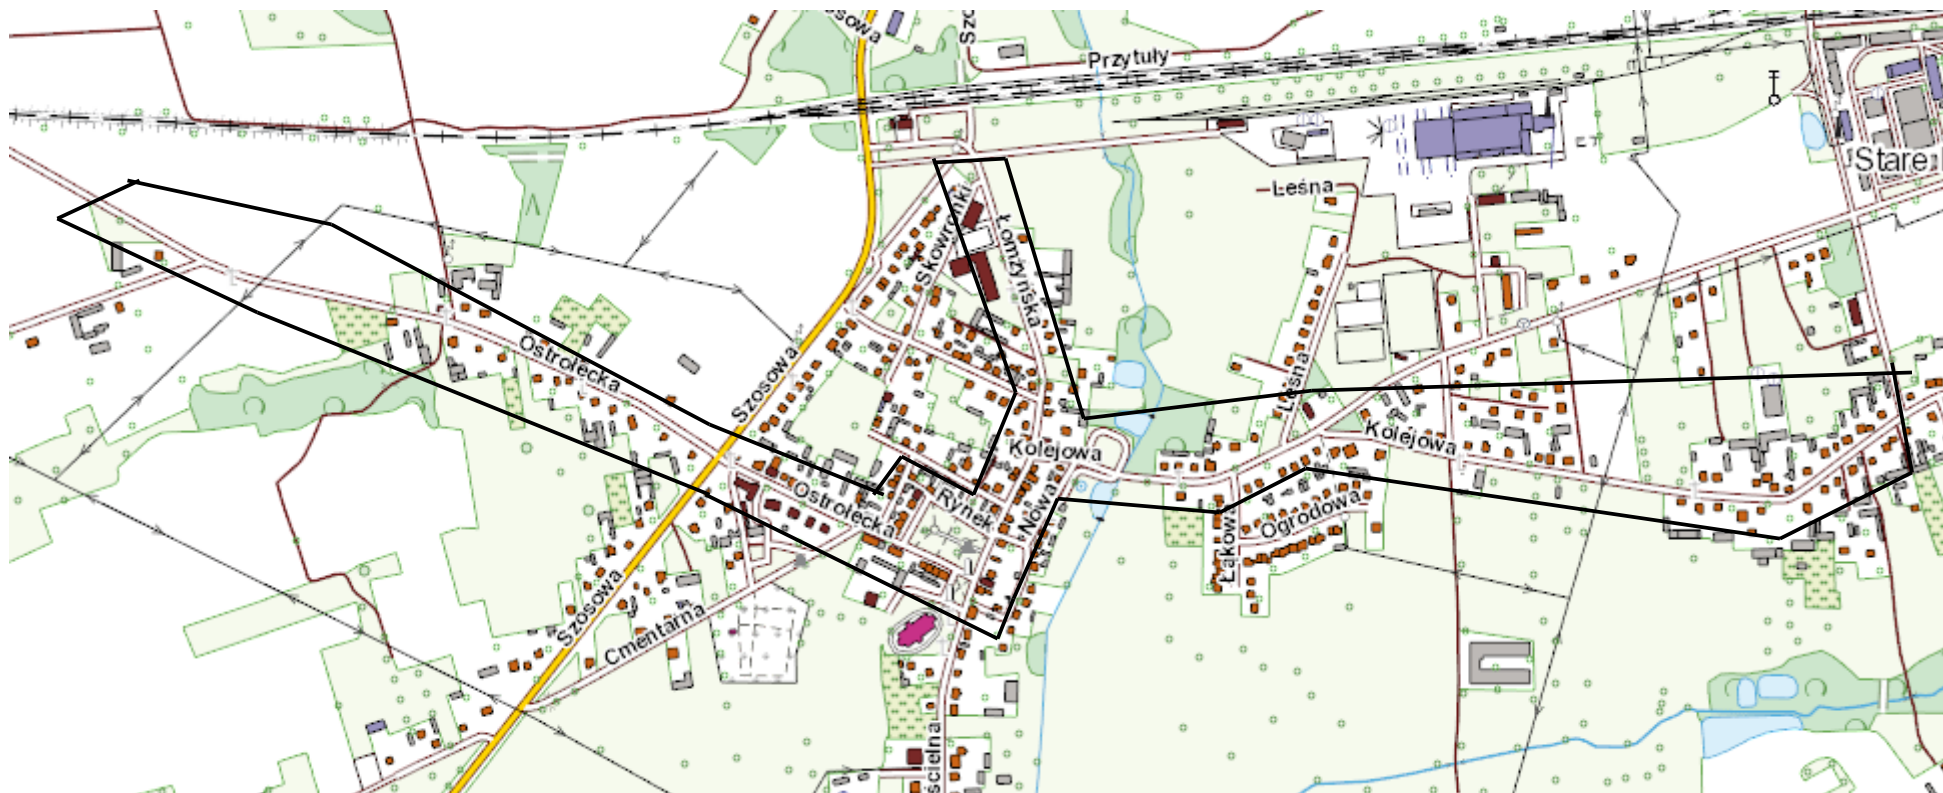 Przytuły
Stare
Leśna
Skowronki
Łomżyńska
Ostrołęcka
Szosowa
Leśna
Kolejowa
Kolejowa
Ostrołęcka
Rynek
Nowa
Ogrodowa
Łąkowa
Szosowa
Cmentarna